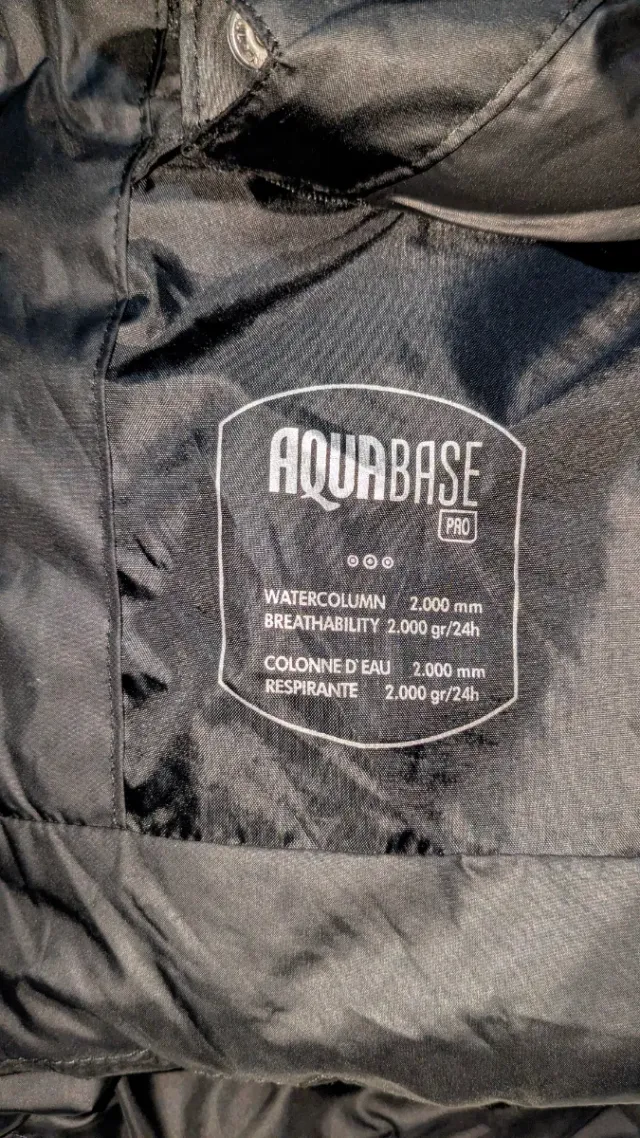 AQUABASE
PRO
WATERCOLUMN 2.000 mm
BREATHABILITY 2.000 gr/24h
COLONNE D'EAU 2.000 mm
RESPIRANTE 2.000 gr/24h